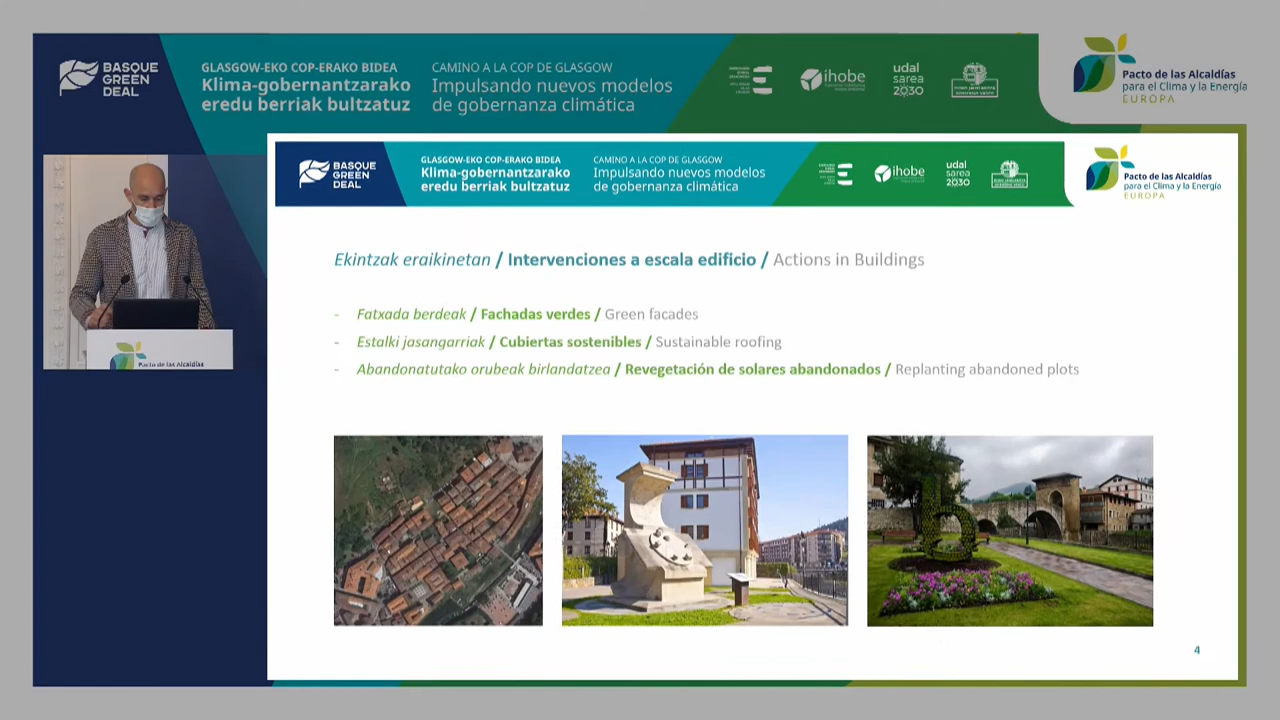 BASQUE
GREEN
DEAL
GLASGOW-EKO COP-ERAKO BIDEA
Klima-gobernantzarako
eredu berriak bultzatuz
CAMINO A LA COP DE GLASGOW
Impulsando nuevos modelos
de gobernanza climática
ihobe
udal
sarea
2030
Pacto de las Alcaldías
para el Clima y la Energía
EUROPA
BASQUE
GREEN
DEAL
GLASGOW-EKO COP-ERAKO BIDEA
Klima-gobernantzarako
eredu berriak bultzatuz
CAMINO A LA COP DE GLASGOW
Impulsando nuevos modelos
de gobernanza climática
ihobe
udal
sarea
2030
Pacto de las Alcaldías
para el Clima y la Energía
EUROPA
Pacto de las Alcaldías
Ekintzak eraikinetan / Intervenciones a escala edificio / Actions in Buildings
- Fatxada berdeak / Fachadas verdes / Green facades
- Estalki jasangarriak / Cubiertas sostenibles / Sustainable roofing
- Abandonatutako orubeak birlandatzea / Revegetación de solares abandonados / Replanting abandoned plots
b
4